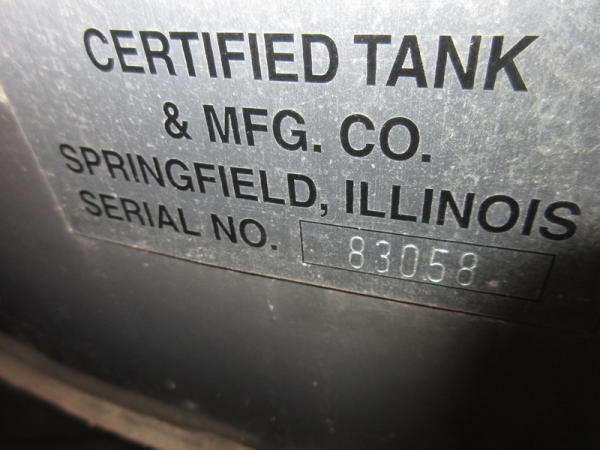 CERTIFIED TANK
& MFG. CO.
SPRINGFIELD, ILLINOIS
SERIAL NO. 83058